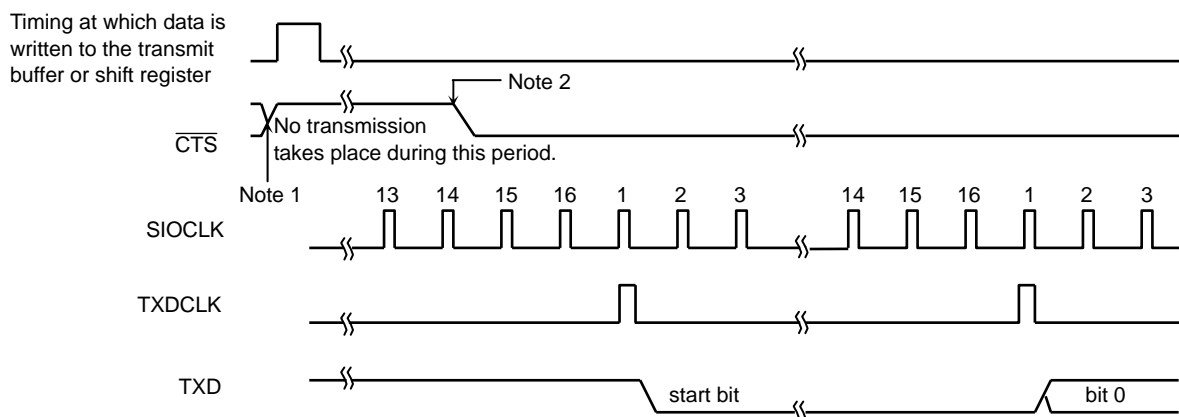 Timing at which data is
written to the transmit
buffer or shift register
Note 2
CTS
No transmission
takes place during this period.
Note 1
13 14 15 16 1 2 3 14 15 16 1 2 3
SIOCLK
TXDCLK
TXD
start bit
bit 0